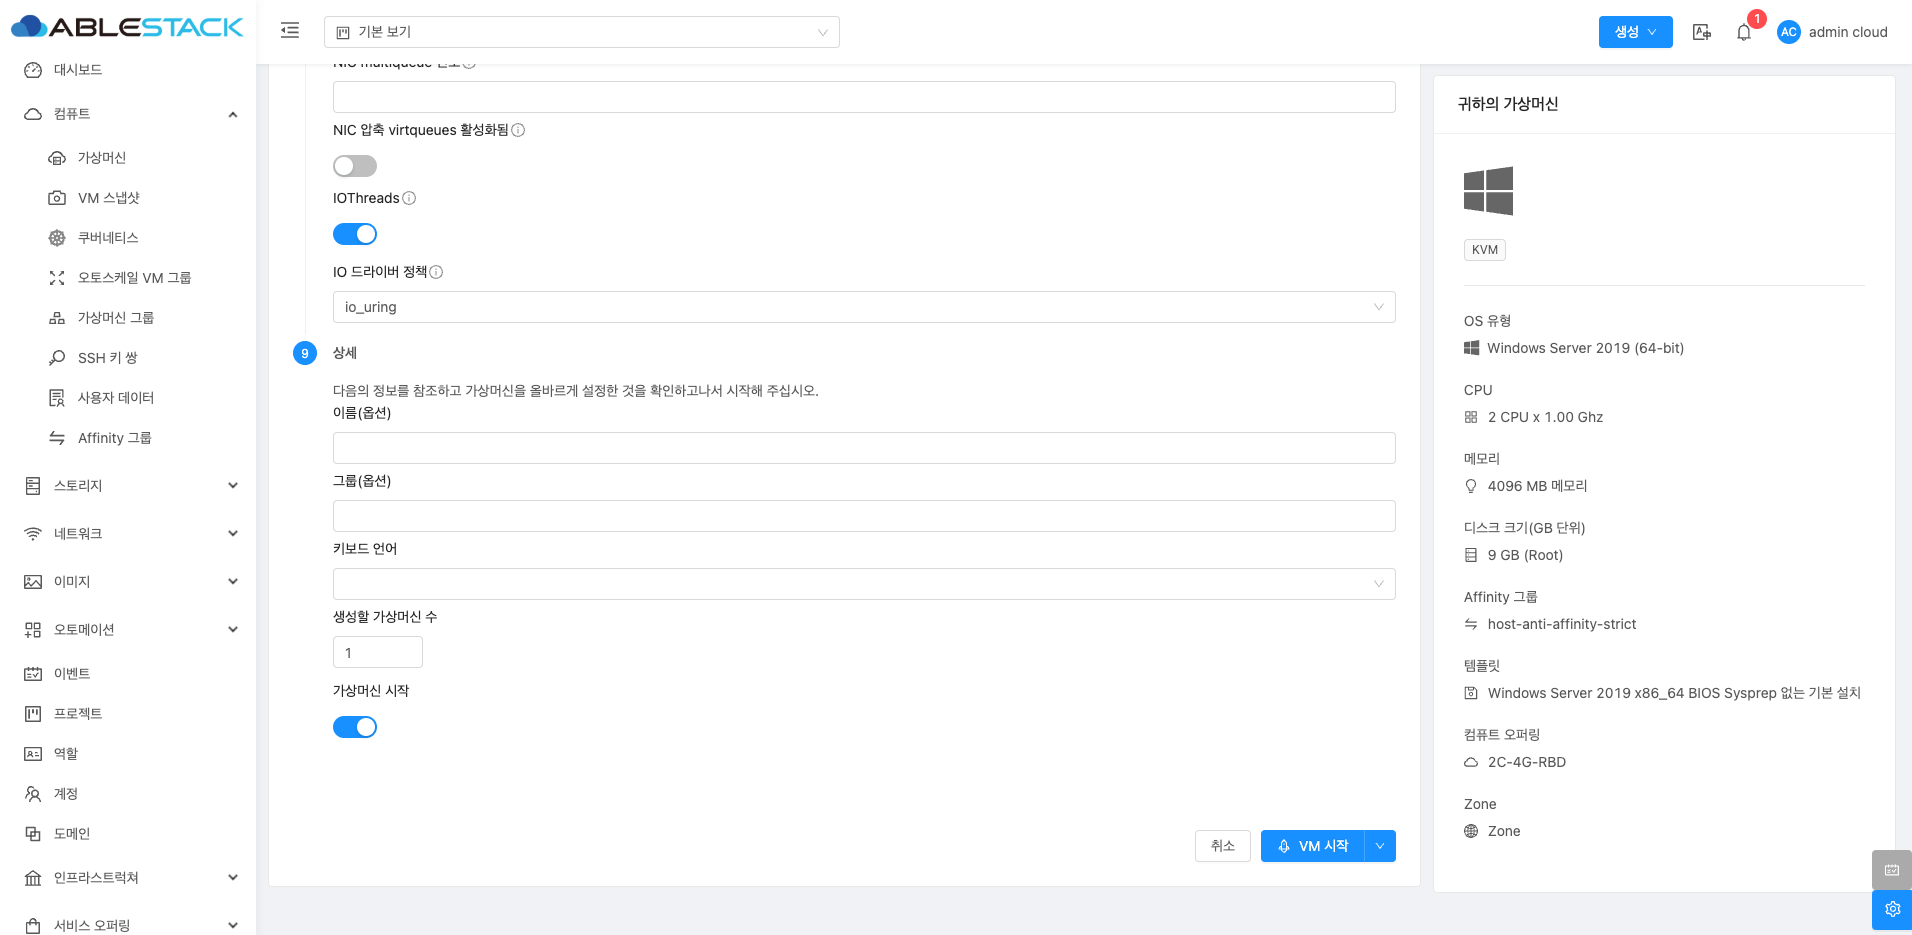 ABLESTACK
기본 보기
생성
1
AC
admin cloud
대시보드
컴퓨트
가상머신
VM 스냅샷
쿠버네티스
오토스케일 VM 그룹
가상머신 그룹
SSH 키 쌍
사용자 데이터
Affinity 그룹
스토리지
네트워크
이미지
오토메이션
이벤트
프로젝트
역할
계정
도메인
인프라스트럭쳐
서비스 오퍼링
NIC multiqueue
NIC 압축 virtqueues 활성화됨
IOThreads
IO 드라이버 정책
io_uring
9
상세
다음의 정보를 참조하고 가상머신을 올바르게 설정한 것을 확인하고나서 시작해 주십시오.
이름(옵션)
그룹(옵션)
키보드 언어
생성할 가상머신 수
1
가상머신 시작
취소
VM 시작
귀하의 가상머신
KVM
OS 유형
Windows Server 2019 (64-bit)
CPU
2 CPU x 1.00 Ghz
메모리
4096 MB 메모리
디스크 크기(GB 단위)
9 GB (Root)
Affinity 그룹
host-anti-affinity-strict
템플릿
Windows Server 2019 x86_64 BIOS Sysprep 없는 기본 설치
컴퓨트 오퍼링
2C-4G-RBD
Zone
Zone